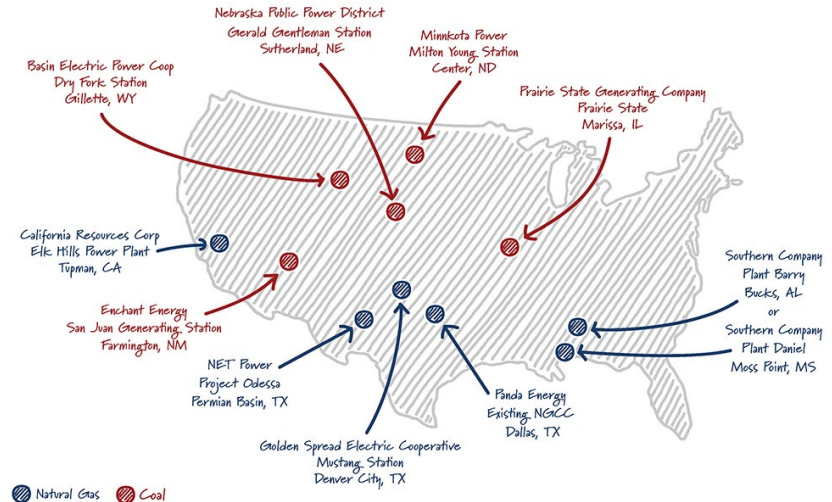 Nebraska Public Power District
Gerald Gentleman Station
Sutherland, NE
Minnkota Power
Milton Young Station
Center, ND
Basin Electric Power Coop
Dry Fork Station
Gillette, WY
Prairie State Generating Company
Prairie State
Marissa, IL
California Resources Corp
Elk Hills Power Plant
Tupman, CA
Southern Company
Plant Barry
Bucks, AL
or
Southern Company
Plant Daniel
Moss Point, MS
Enchant Energy
San Juan Generating Station
Farmington, NM
NET Power
Project Odessa
Permian Basin, TX
Panda Energy
Existing NGCC
Dallas, TX
Golden Spread Electric Cooperative
Mustang Station
Denver City, TX
Natural Gas
Coal